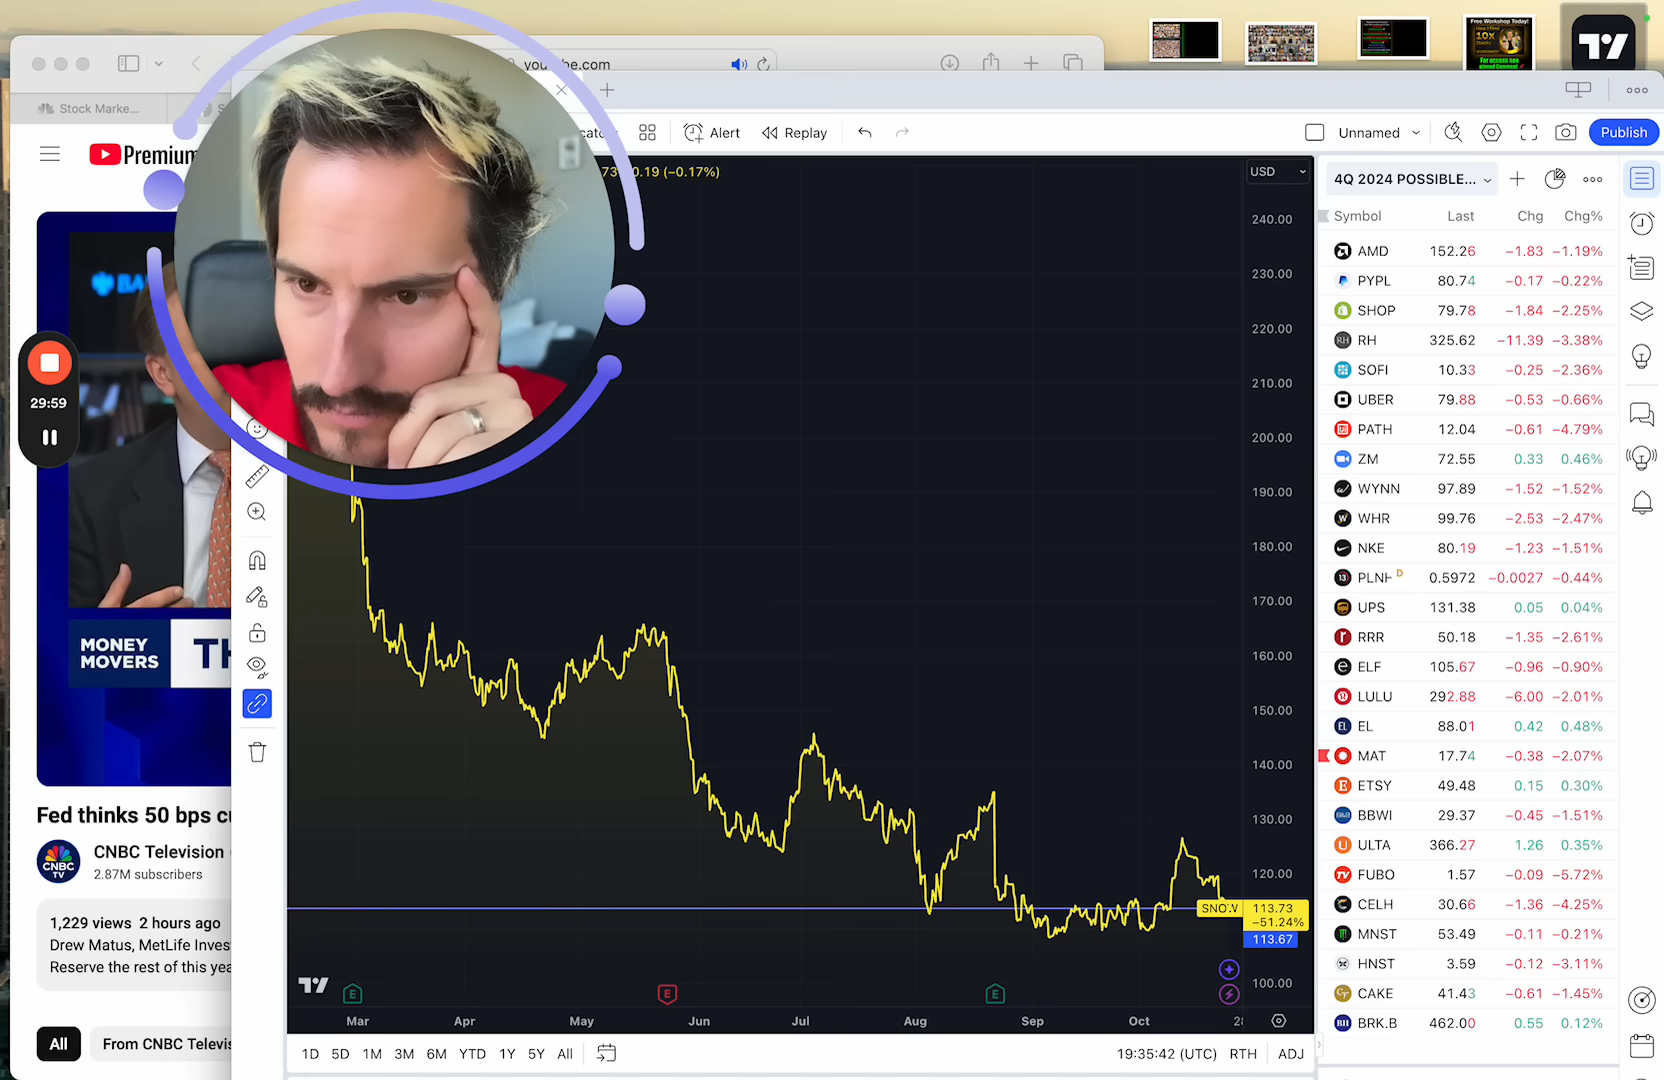 youtube.com
Stock Marke...
S
Premium
Alert
Replay
Unnamed
Publish
0.19 (−0.17%)
USD
240.00
230.00
220.00
210.00
200.00
190.00
180.00
170.00
160.00
150.00
140.00
130.00
120.00
SNOW
113.73
−51.24%
113.67
100.00
29:59
MONEY
MOVERS
TH
Fed thinks 50 bps cu
CNBC
TV
CNBC Television
2.87M subscribers
1,229 views 2 hours ago
Drew Matus, MetLife Inves
Reserve the rest of this yea
All
From CNBC Televis
E
E
E
Mar
Apr
May
Jun
Jul
Aug
Sep
Oct
1D 5D 1M 3M 6M YTD 1Y 5Y All
19:35:42 (UTC) RTH ADJ
4Q 2024 POSSIBLE...
Symbol Last Chg Chg%
AMD 152.26 −1.83 −1.19%
PYPL 80.74 −0.17 −0.22%
SHOP 79.78 −1.84 −2.25%
RH 325.62 −11.39 −3.38%
SOFI 10.33 −0.25 −2.36%
UBER 79.88 −0.53 −0.66%
PATH 12.04 −0.61 −4.79%
ZM 72.55 0.33 0.46%
WYNN 97.89 −1.52 −1.52%
WHR 99.76 −2.53 −2.47%
NKE 80.19 −1.23 −1.51%
PLNH D 0.5972 −0.0027 −0.44%
UPS 131.38 0.05 0.04%
RRR 50.18 −1.35 −2.61%
ELF 105.67 −0.96 −0.90%
LULU 292.88 −6.00 −2.01%
EL 88.01 0.42 0.48%
MAT 17.74 −0.38 −2.07%
ETSY 49.48 0.15 0.30%
BBWI 29.37 −0.45 −1.51%
ULTA 366.27 1.26 0.35%
FUBO 1.57 −0.09 −5.72%
CELH 30.66 −1.36 −4.25%
MNST 53.49 −0.11 −0.21%
HNST 3.59 −0.12 −3.11%
CAKE 41.43 −0.61 −1.45%
BRK.B 462.00 0.55 0.12%
Free Workshop Today!
10x